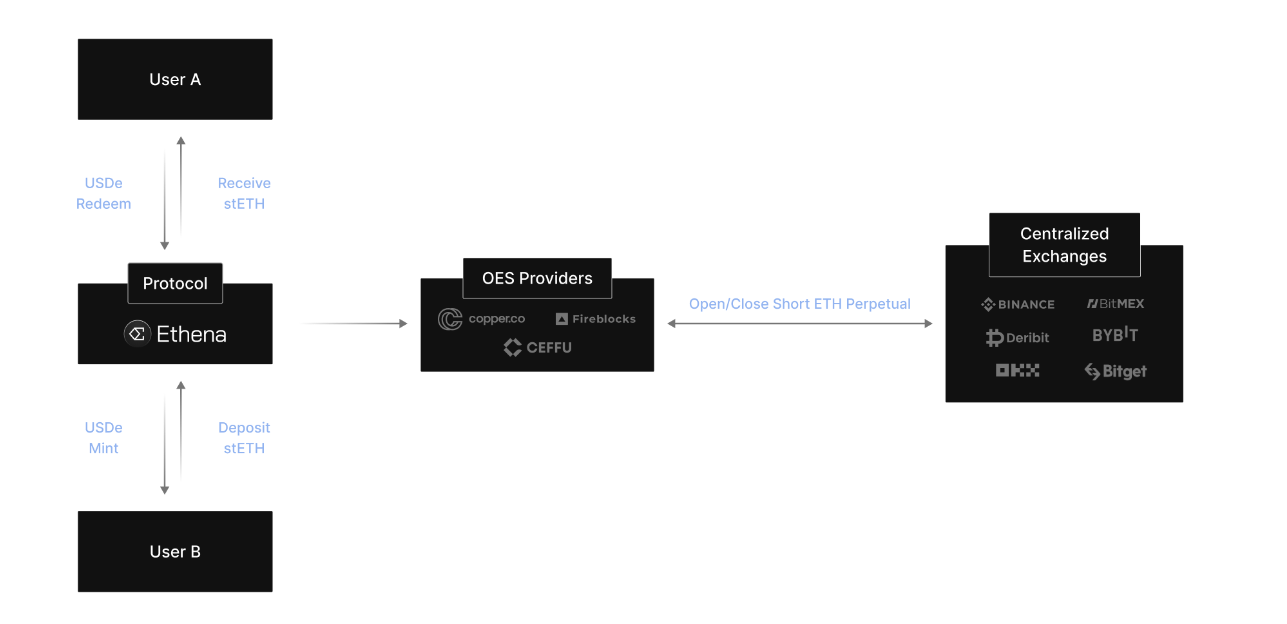 User A
USDe
Redeem
Receive
stETH
Protocol
Ethena
USDe
Mint
Deposit
stETH
User B
OES Providers
copper.co
Fireblocks
CEFFU
Open/Close Short ETH Perpetual
Centralized
Exchanges
BINANCE
BitMEX
Deribit
BYBIT
OKX
Bitget